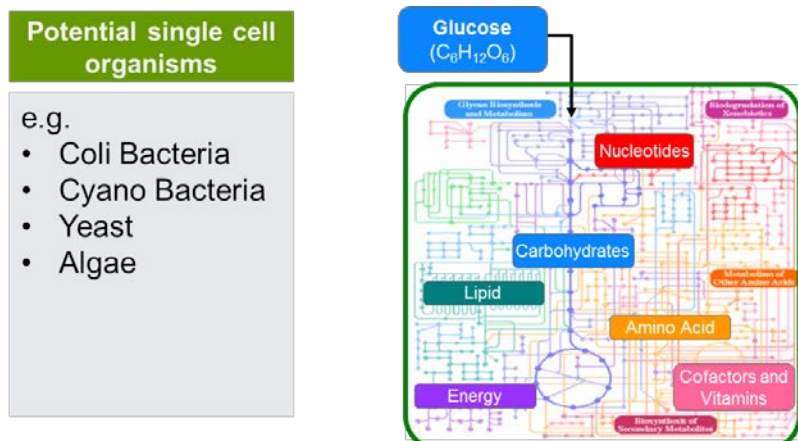 Potential single cell
organisms
e.g.
• Coli Bacteria
• Cyano Bacteria
• Yeast
• Algae
Glucose
(C₆H₁₂O₆)
Glycan Biosynthesis
and Metabolism
Biodegradation of
Xenobiotics
Nucleotides
Carbohydrates
Lipid
Metabolism of
Other Amino Acids
Amino Acid
Energy
Cofactors and
Vitamins
Biosynthesis of
Secondary Metabolites